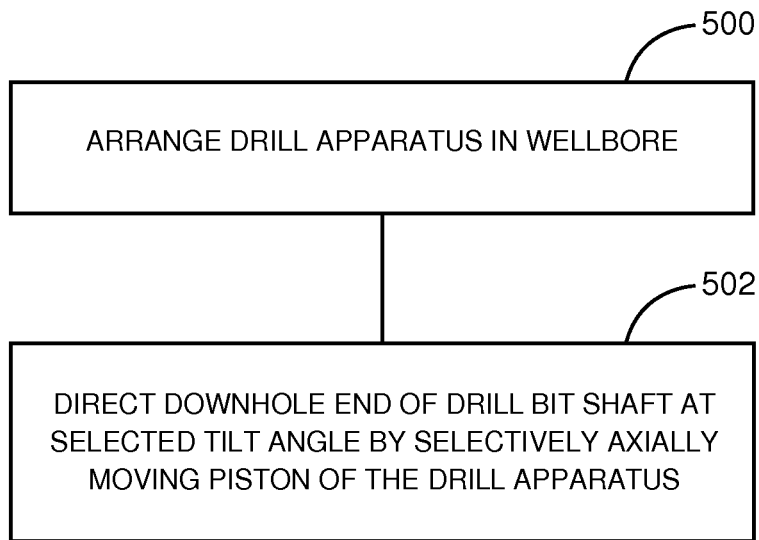 500
ARRANGE DRILL APPARATUS IN WELLBORE
502
DIRECT DOWNHOLE END OF DRILL BIT SHAFT AT
SELECTED TILT ANGLE BY SELECTIVELY AXIALLY
MOVING PISTON OF THE DRILL APPARATUS